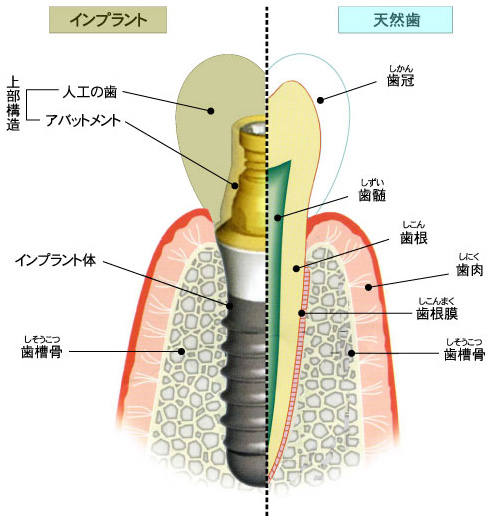 インプラント
天然歯
上部構造
人工の歯
アバットメント
インプラント体
しそうこつ
歯槽骨
しかん
歯冠
しずい
歯髄
しこん
歯根
しにく
歯肉
しこんまく
歯根膜
しそうこつ
歯槽骨